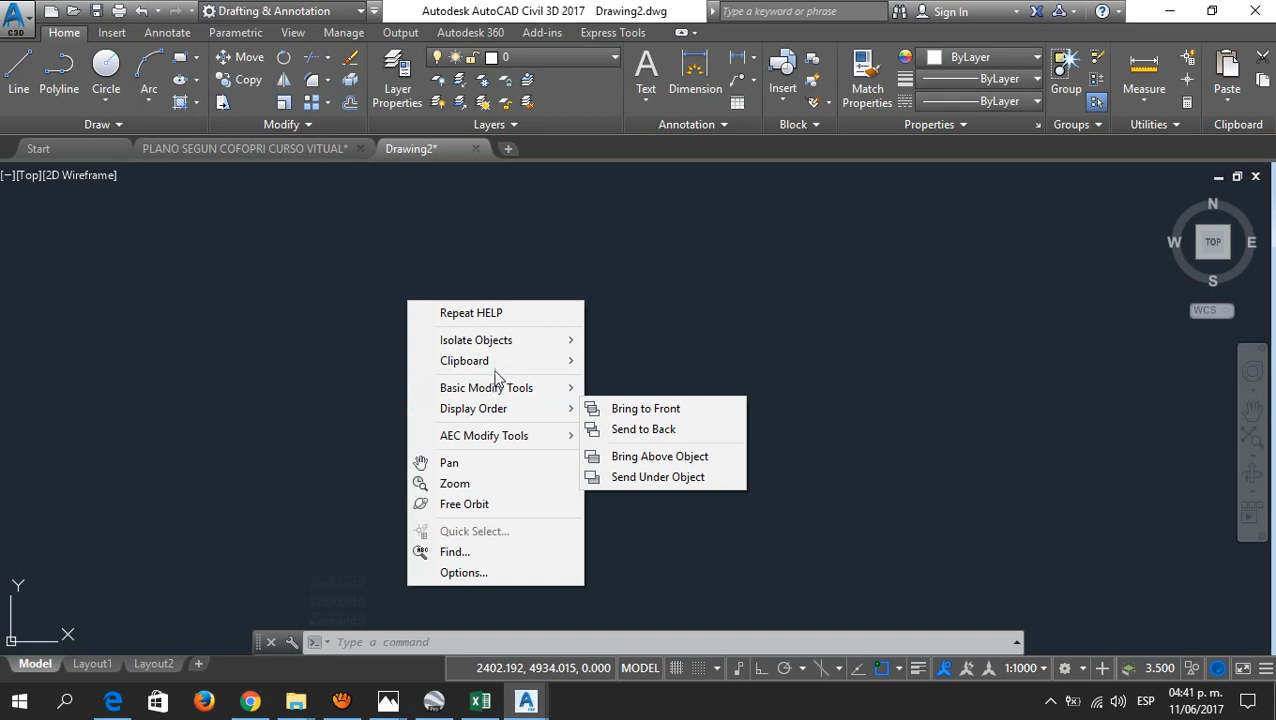 Drafting & Annotation
Autodesk AutoCAD Civil 3D 2017 Drawing2.dwg
Type a keyword or phrase
Sign In
C3D
Home Insert Annotate Parametric View Manage Output Autodesk 360 Add-ins Express Tools
Line Polyline Circle Arc
Move
Copy
Layer Properties
0
Text Dimension
Insert
Match Properties
ByLayer
ByLayer
ByLayer
Group
Measure
Paste
Draw Modify Layers Annotation Block Properties Groups Utilities Clipboard
Start PLANO SEGUN COFOPRI CURSO VITUAL* Drawing2*
[−][Top][2D Wireframe]
N
W TOP E
S
WCS
Repeat HELP
Isolate Objects
Clipboard
Basic Modify Tools
Display Order
AEC Modify Tools
Pan
Zoom
Free Orbit
Quick Select...
Find...
Options...
Bring to Front
Send to Back
Bring Above Object
Send Under Object
Y
X
Type a command
Model Layout1 Layout2
2402.192, 4934.015, 0.000 MODEL
1:1000
3.500
ESP
04:41 p. m.
11/06/2017